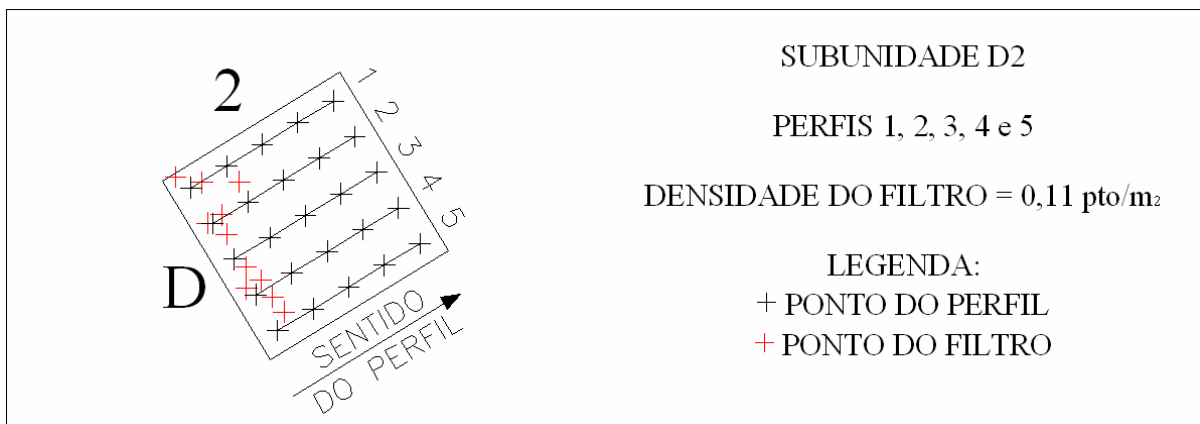 2
D
1
2
3
4
5
SENTIDO
DO PERFIL
SUBUNIDADE D2
PERFIS 1, 2, 3, 4 e 5
DENSIDADE DO FILTRO = 0,11 pto/m2
LEGENDA:
+ PONTO DO PERFIL
+ PONTO DO FILTRO